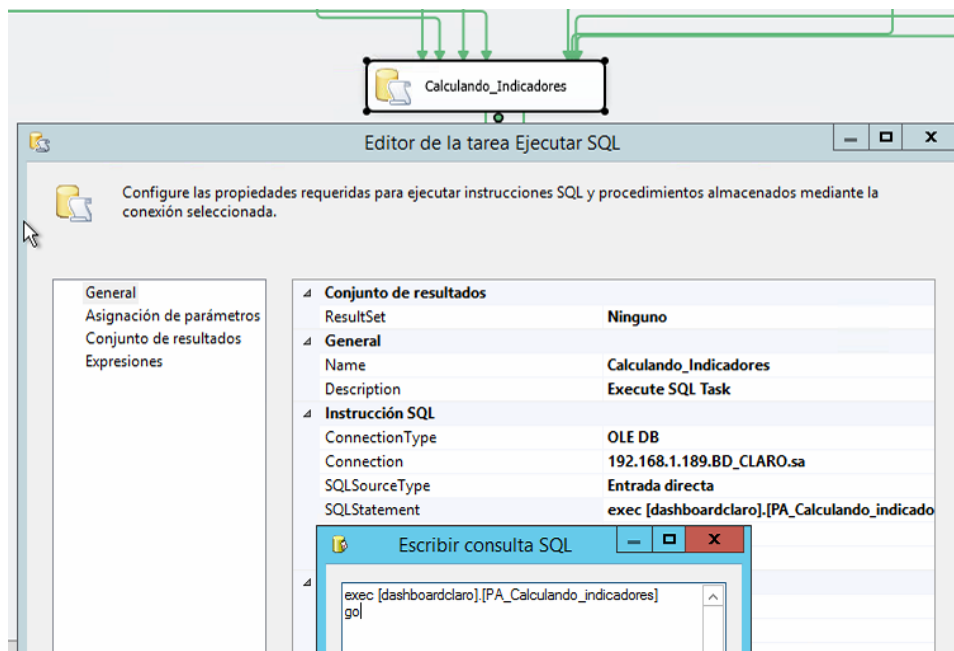 Calculando_Indicadores
Editor de la tarea Ejecutar SQL
Configure las propiedades requeridas para ejecutar instrucciones SQL y procedimientos almacenados mediante la
conexión seleccionada.
General
Asignación de parámetros
Conjunto de resultados
Expresiones
Conjunto de resultados
ResultSet Ninguno
General
Name Calculando_Indicadores
Description Execute SQL Task
Instrucción SQL
ConnectionType OLE DB
Connection 192.168.1.189.BD_CLARO.sa
SQLSourceType Entrada directa
SQLStatement exec [dashboardclaro].[PA_Calculando_indicado
Escribir consulta SQL
exec [dashboardclaro].[PA_Calculando_indicadores]
go